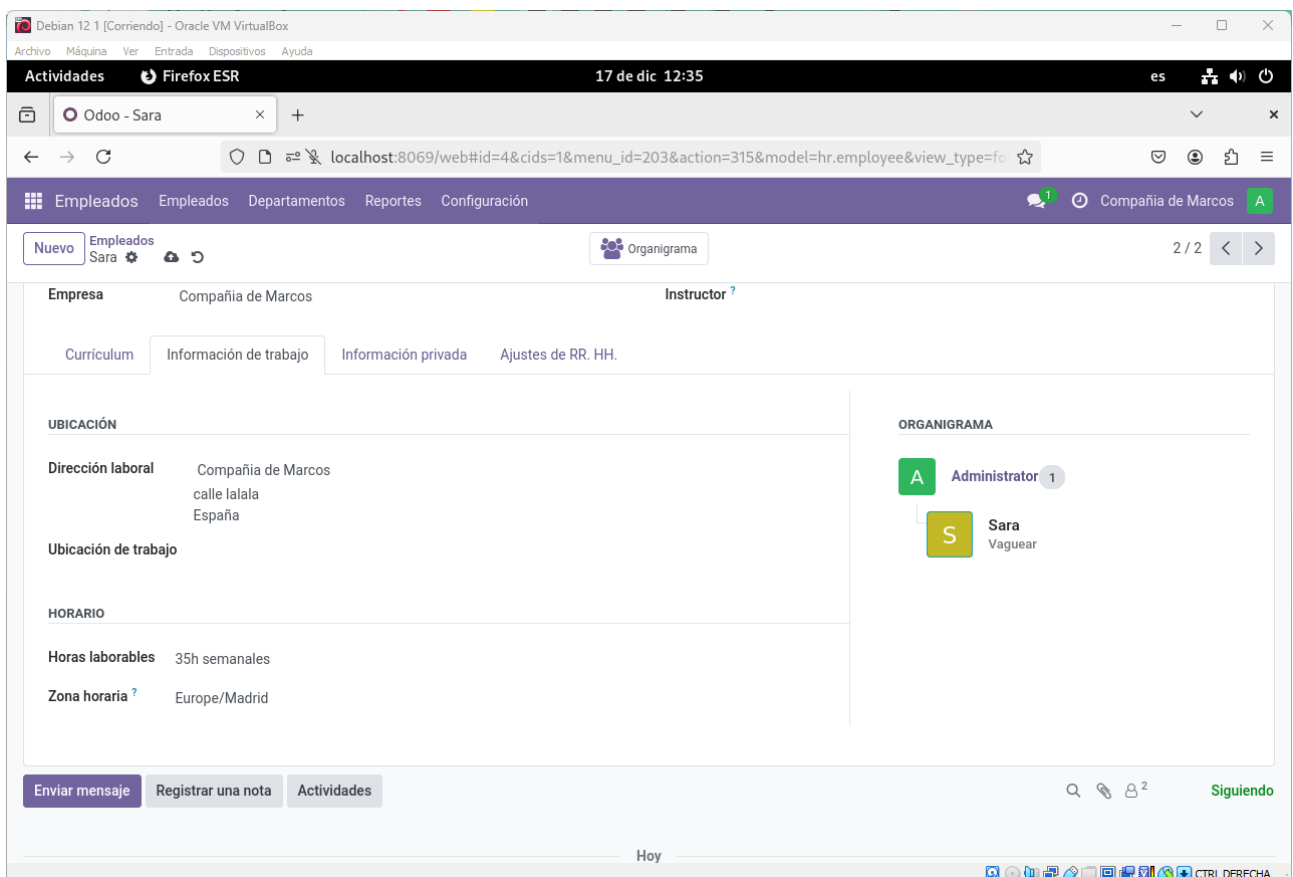 Debian 12 1 [Corriendo] - Oracle VM VirtualBox
Archivo Máquina Ver Entrada Dispositivos Ayuda
Actividades Firefox ESR 17 de dic 12:35 es
Odoo - Sara
localhost:8069/web#id=4&cids=1&menu_id=203&action=315&model=hr.employee&view_type=fo
Empleados Empleados Departamentos Reportes Configuración 1 Compañia de Marcos A
Nuevo Empleados Organigrama 2 / 2
Sara
Empresa Compañia de Marcos Instructor ?
Currículum Información de trabajo Información privada Ajustes de RR. HH.
UBICACIÓN ORGANIGRAMA
Dirección laboral Compañia de Marcos A Administrator 1
calle lalala
España
S Sara
Vaguear
Ubicación de trabajo
HORARIO
Horas laborables 35h semanales
Zona horaria ? Europe/Madrid
Enviar mensaje Registrar una nota Actividades 2 Siguiendo
Hoy
CTRL DERECHA